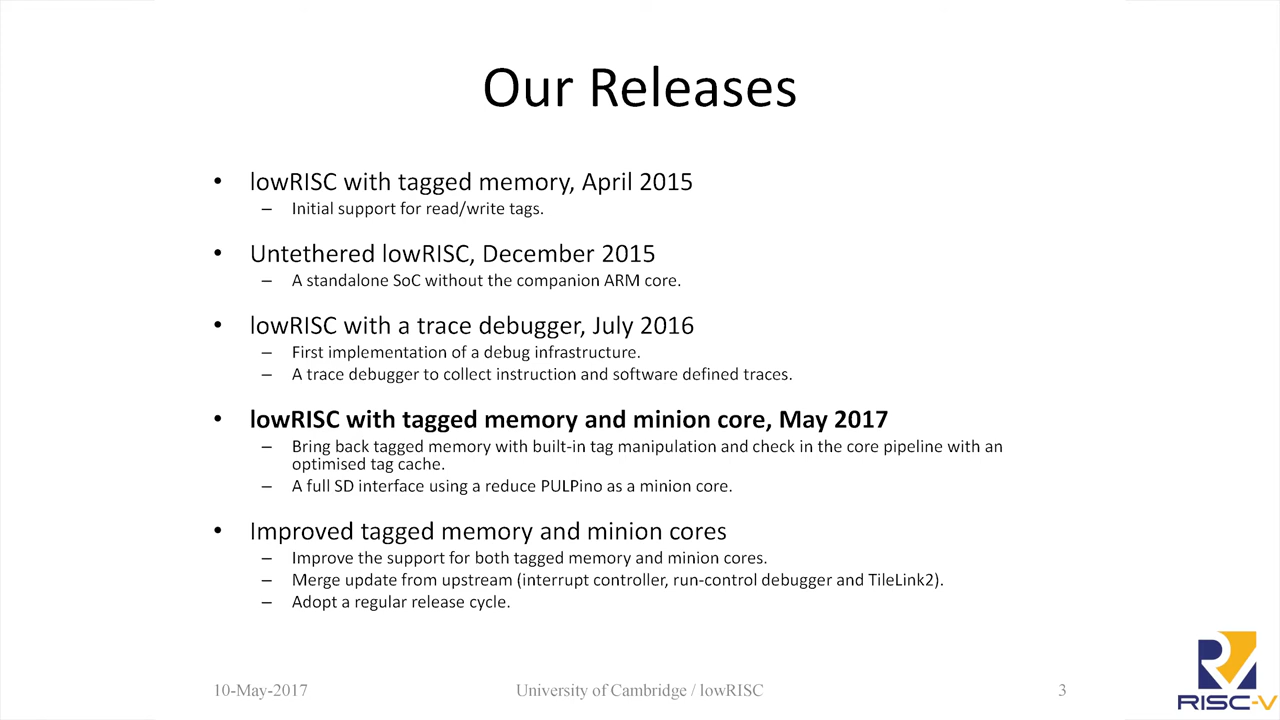 Our Releases
• lowRISC with tagged memory, April 2015
– Initial support for read/write tags.
• Untethered lowRISC, December 2015
– A standalone SoC without the companion ARM core.
• lowRISC with a trace debugger, July 2016
– First implementation of a debug infrastructure.
– A trace debugger to collect instruction and software defined traces.
• lowRISC with tagged memory and minion core, May 2017
– Bring back tagged memory with built-in tag manipulation and check in the core pipeline with an
optimised tag cache.
– A full SD interface using a reduce PULPino as a minion core.
• Improved tagged memory and minion cores
– Improve the support for both tagged memory and minion cores.
– Merge update from upstream (interrupt controller, run-control debugger and TileLink2).
– Adopt a regular release cycle.
10-May-2017
University of Cambridge / lowRISC
3
RISC-V